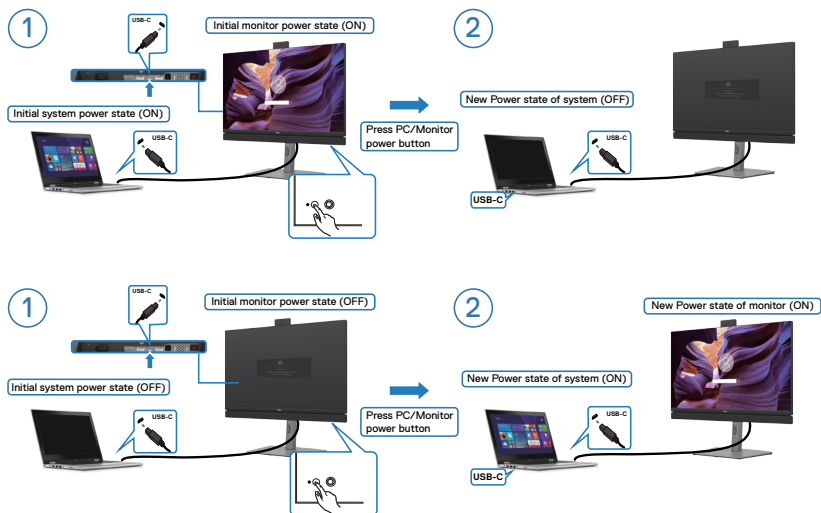 1
USB-C
Initial monitor power state (ON)
Initial system power state (ON)
USB-C
Press PC/Monitor
power button
2
New Power state of system (OFF)
USB-C
USB-C
1
USB-C
Initial monitor power state (OFF)
Initial system power state (OFF)
USB-C
Press PC/Monitor
power button
2
New Power state of monitor (ON)
New Power state of system (ON)
USB-C
USB-C